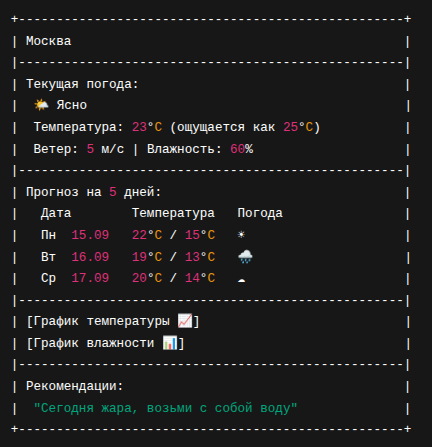 +---------------------------------------------------+
| Москва                                            |
|---------------------------------------------------|
| Текущая погода:                                   |
|  🌤️ Ясно                                          |
|  Температура: 23°C (ощущается как 25°C)           |
|  Ветер: 5 м/с | Влажность: 60%                    |
|---------------------------------------------------|
| Прогноз на 5 дней:                                |
|   Дата        Температура   Погода                |
|   Пн  15.09   22°C / 15°C   ☀                     |
|   Вт  16.09   19°C / 13°C   🌧️                    |
|   Ср  17.09   20°C / 14°C   ☁                     |
|---------------------------------------------------|
| [График температуры 📈]                           |
| [График влажности 📊]                             |
|---------------------------------------------------|
| Рекомендации:                                     |
|  "Сегодня жара, возьми с собой воду"              |
+---------------------------------------------------+